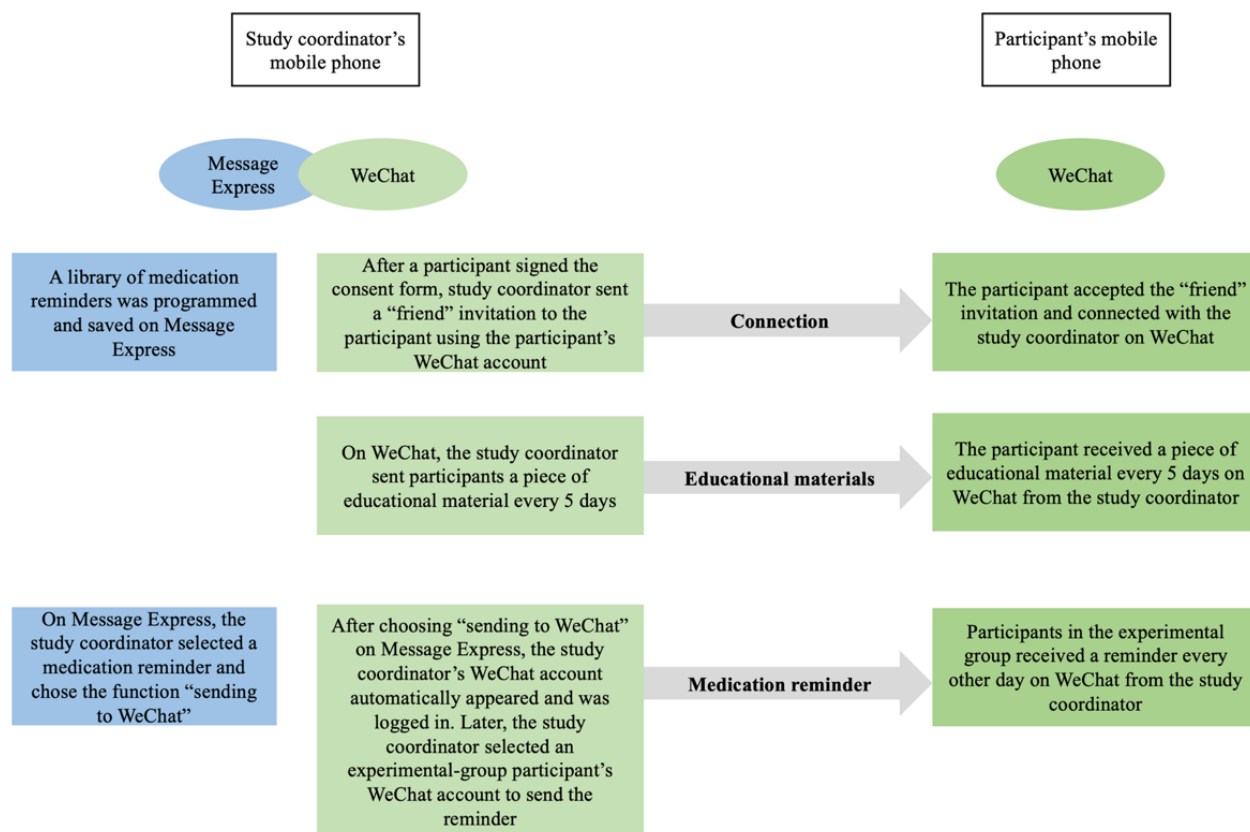 Study coordinator’s
mobile phone
Participant’s mobile
phone
Message
Express
WeChat
WeChat
A library of medication
reminders was programmed
and saved on Message
Express
After a participant signed the
consent form, study coordinator sent
a “friend” invitation to the
participant using the participant’s
WeChat account
Connection
The participant accepted the “friend”
invitation and connected with the
study coordinator on WeChat
On WeChat, the study coordinator
sent participants a piece of
educational material every 5 days
Educational materials
The participant received a piece of
educational material every 5 days on
WeChat from the study coordinator
On Message Express, the
study coordinator selected a
medication reminder and
chose the function “sending
to WeChat”
After choosing “sending to WeChat”
on Message Express, the study
coordinator’s WeChat account
automatically appeared and was
logged in. Later, the study
coordinator selected an
experimental-group participant’s
WeChat account to send the
reminder
Medication reminder
Participants in the experimental
group received a reminder every
other day on WeChat from the study
coordinator